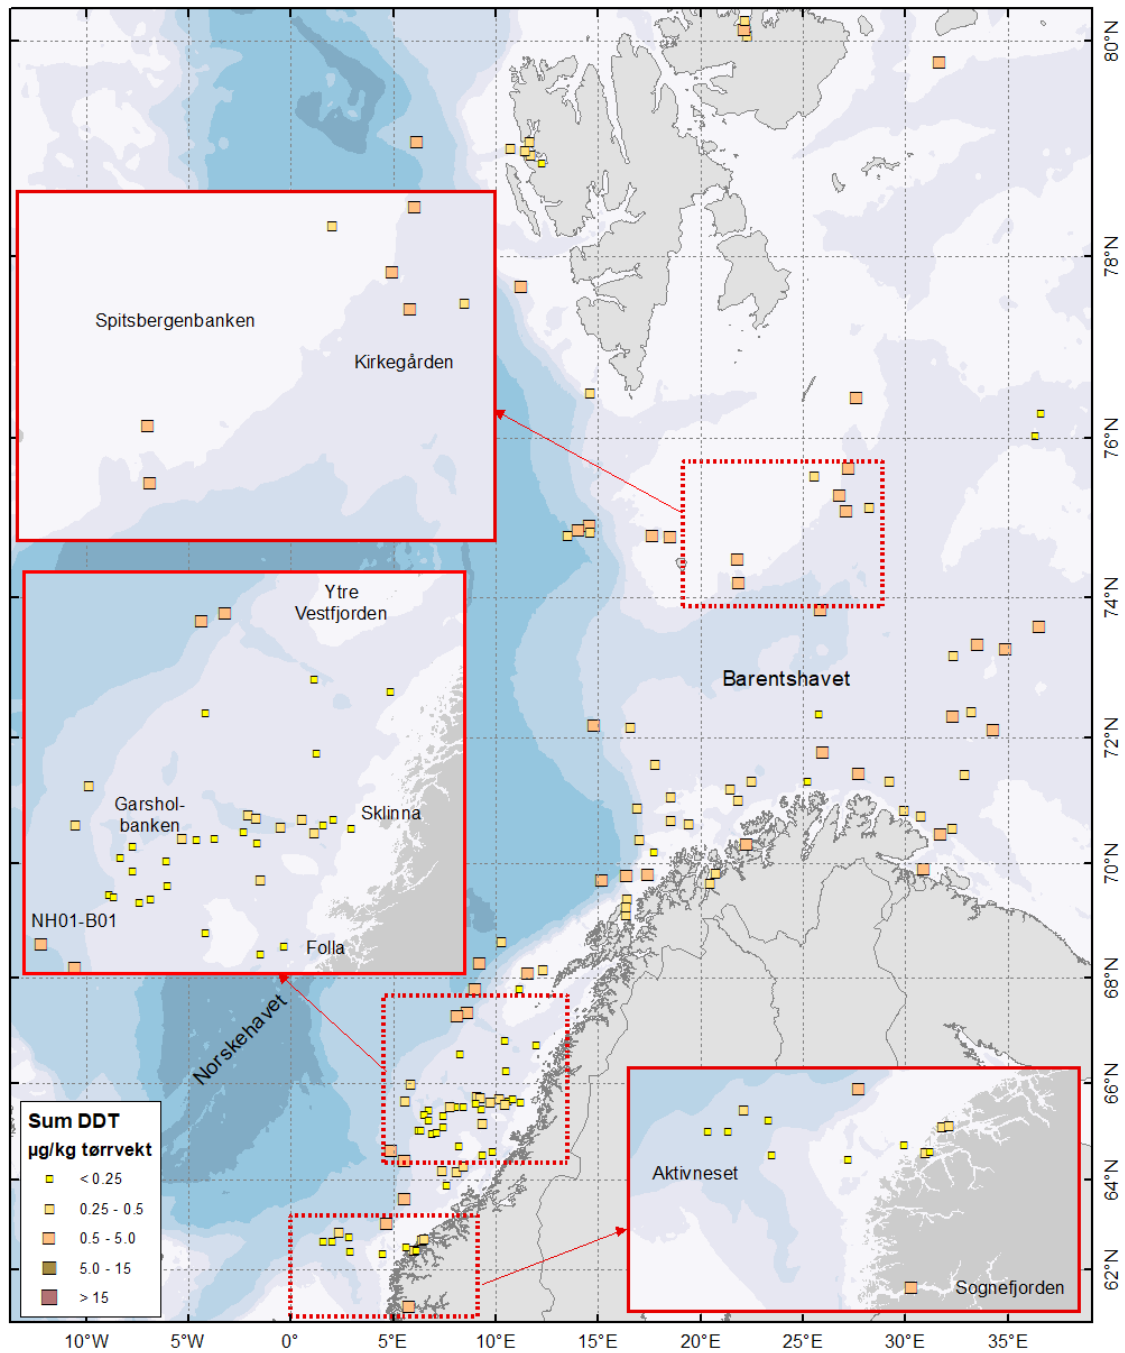 80°N
78°N
Spitsbergenbanken
Kirkegården
76°N
74°N
Ytre
Vestfjorden
Barentshavet
72°N
Garshol-
banken
Sklinna
70°N
NH01-B01
Folla
68°N
Norskehavet
66°N
Sum DDT
µg/kg tørrvekt
< 0.25
0.25 - 0.5
0.5 - 5.0
5.0 - 15
> 15
Aktivneset
64°N
62°N
Sognefjorden
10°W
5°W
0°
5°E
10°E
15°E
20°E
25°E
30°E
35°E